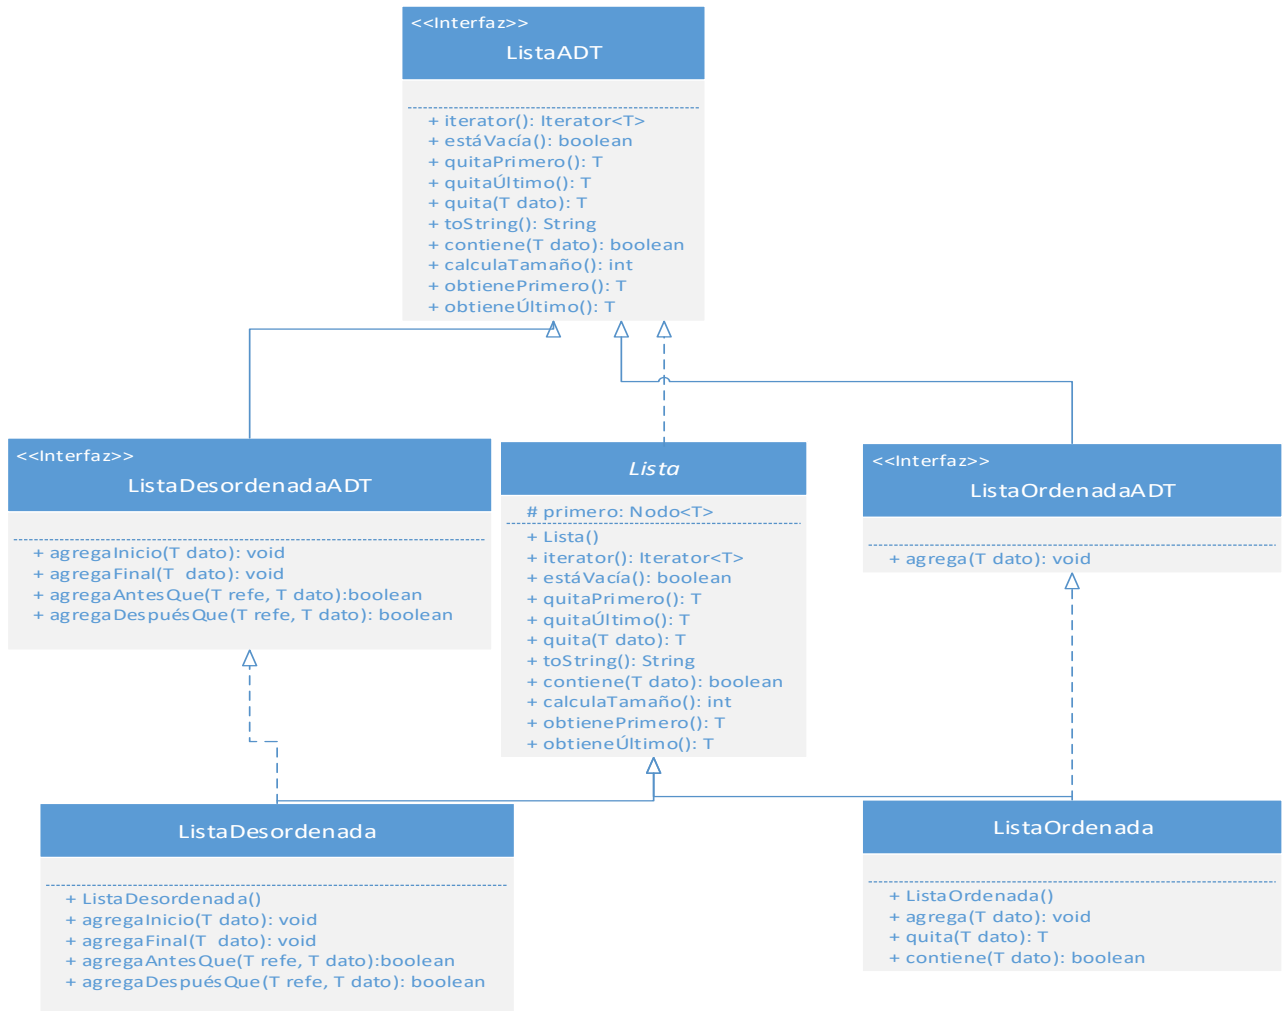 <<Interfaz>>
ListaADT
+ iterator(): Iterator<T>
+ estáVacía(): boolean
+ quitaPrimero(): T
+ quitaÚltimo(): T
+ quita(T dato): T
+ toString(): String
+ contiene(T dato): boolean
+ calculaTamaño(): int
+ obtienePrimero(): T
+ obtieneÚltimo(): T
<<Interfaz>>
ListaDesordenadaADT
+ agregaInicio(T dato): void
+ agregaFinal(T dato): void
+ agregaAntesQue(T refe, T dato):boolean
+ agregaDespuésQue(T refe, T dato): boolean
Lista
# primero: Nodo<T>
+ Lista()
+ iterator(): Iterator<T>
+ estáVacía(): boolean
+ quitaPrimero(): T
+ quitaÚltimo(): T
+ quita(T dato): T
+ toString(): String
+ contiene(T dato): boolean
+ calculaTamaño(): int
+ obtienePrimero(): T
+ obtieneÚltimo(): T
<<Interfaz>>
ListaOrdenadaADT
+ agrega(T dato): void
ListaDesordenada
+ ListaDesordenada()
+ agregaInicio(T dato): void
+ agregaFinal(T dato): void
+ agregaAntesQue(T refe, T dato):boolean
+ agregaDespuésQue(T refe, T dato): boolean
ListaOrdenada
+ ListaOrdenada()
+ agrega(T dato): void
+ quita(T dato): T
+ contiene(T dato): boolean